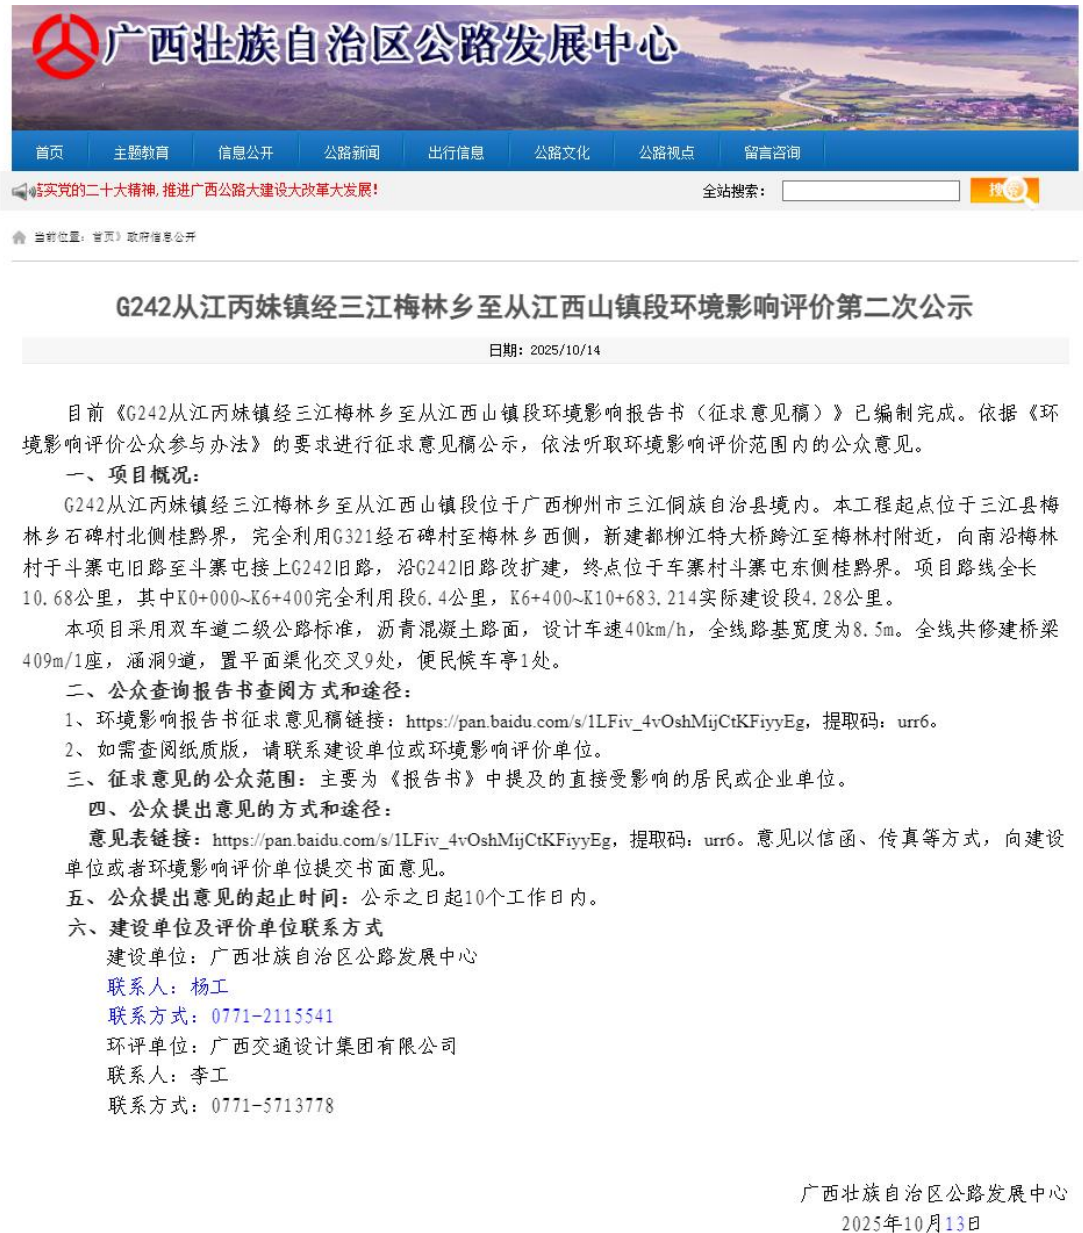 广西壮族自治区公路发展中心
首页 主题教育 信息公开 公路新闻 出行信息 公路文化 公路视点 留言咨询
实党的二十大精神,推进广西公路大建设大改革大发展!
全站搜索:
当前位置: 首页》政府信息公开
G242从江丙妹镇经三江梅林乡至从江西山镇段环境影响评价第二次公示
日期: 2025/10/14
目前《G242从江丙妹镇经三江梅林乡至从江西山镇段环境影响报告书（征求意见稿）》已编制完成。依据《环
境影响评价公众参与办法》的要求进行征求意见稿公示，依法听取环境影响评价范围内的公众意见。
一、项目概况：
G242从江丙妹镇经三江梅林乡至从江西山镇段位于广西柳州市三江侗族自治县境内。本工程起点位于三江县梅
林乡石碑村北侧桂黔界，完全利用G321经石碑村至梅林乡西侧，新建都柳江特大桥跨江至梅林村附近，向南沿梅林
村于斗寨屯旧路至斗寨屯接上G242旧路，沿G242旧路改扩建，终点位于车寨村斗寨屯东侧桂黔界。项目路线全长
10.68公里，其中K0+000~K6+400完全利用段6.4公里，K6+400~K10+683.214实际建设段4.28公里。
本项目采用双车道二级公路标准，沥青混凝土路面，设计车速40km/h，全线路基宽度为8.5m。全线共修建桥梁
409m/1座，涵洞9道，置平面渠化交叉9处，便民候车亭1处。
二、公众查询报告书查阅方式和途径：
1、环境影响报告书征求意见稿链接：https://pan.baidu.com/s/1LFiv_4vOshMijCtKFiyyEg，提取码：urr6。
2、如需查阅纸质版，请联系建设单位或环境影响评价单位。
三、征求意见的公众范围：主要为《报告书》中提及的直接受影响的居民或企业单位。
四、公众提出意见的方式和途径：
意见表链接：https://pan.baidu.com/s/1LFiv_4vOshMijCtKFiyyEg，提取码：urr6。意见以信函、传真等方式，向建设
单位或者环境影响评价单位提交书面意见。
五、公众提出意见的起止时间：公示之日起10个工作日内。
六、建设单位及评价单位联系方式
建设单位：广西壮族自治区公路发展中心
联系人：杨工
联系方式：0771-2115541
环评单位：广西交通设计集团有限公司
联系人：李工
联系方式：0771-5713778
广西壮族自治区公路发展中心
2025年10月13日